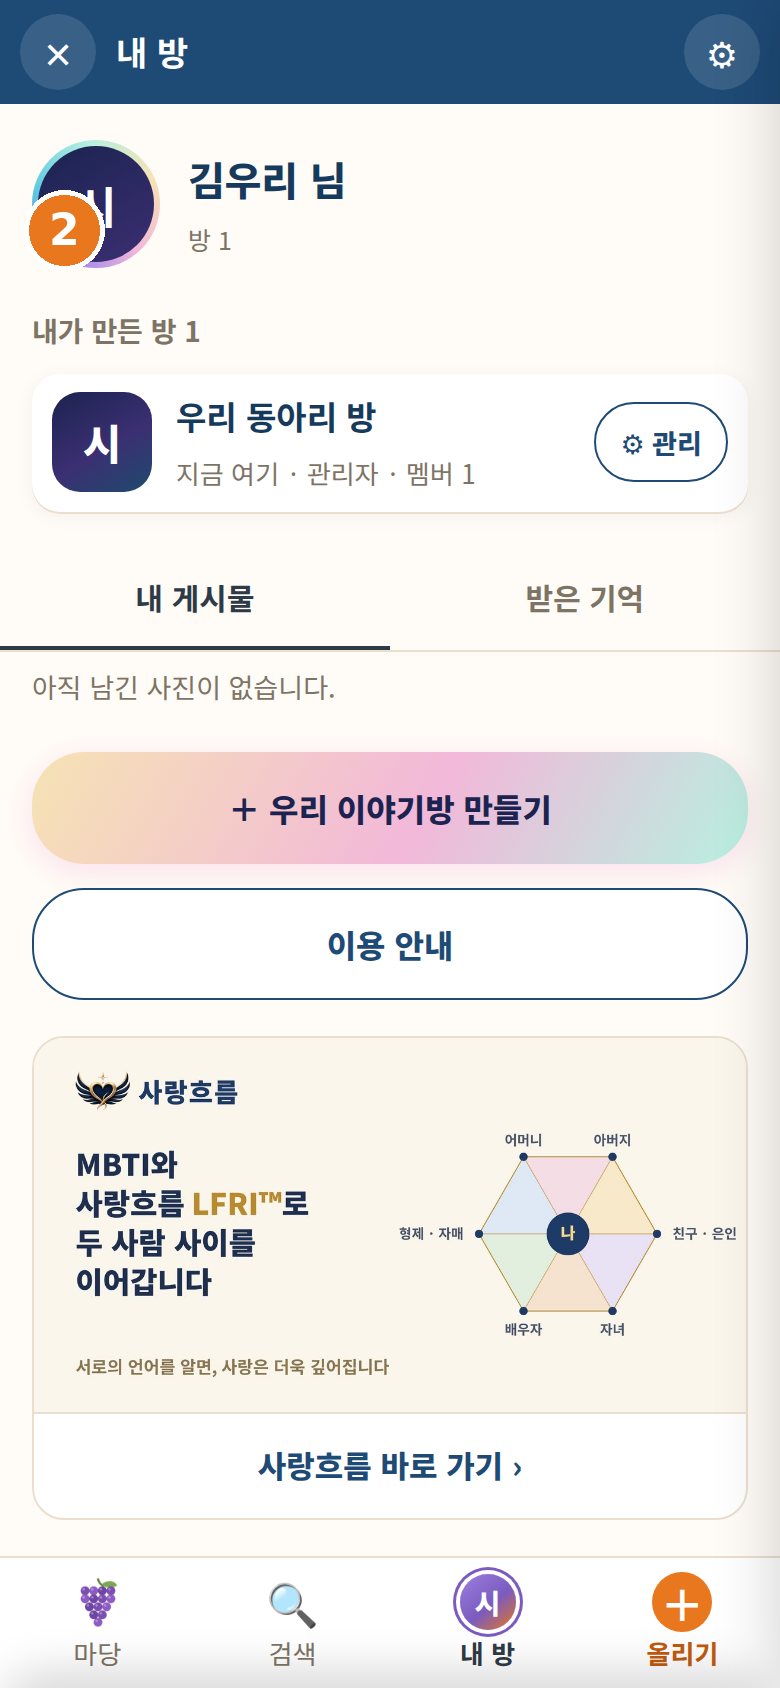 ✕ 내 방 ⚙
시
2
김우리 님
방 1
내가 만든 방 1
시
우리 동아리 방
지금 여기 · 관리자 · 멤버 1
⚙ 관리
내 게시물
받은 기억
아직 남긴 사진이 없습니다.
+ 우리 이야기방 만들기
이용 안내
사랑흐름
MBTI와
사랑흐름 LFRI™로
두 사람 사이를
이어갑니다
어머니
아버지
형제 · 자매
나
친구 · 은인
배우자
자녀
서로의 언어를 알면, 사랑은 더욱 깊어집니다
사랑흐름 바로 가기 ›
마당
검색
시
내 방
+
올리기